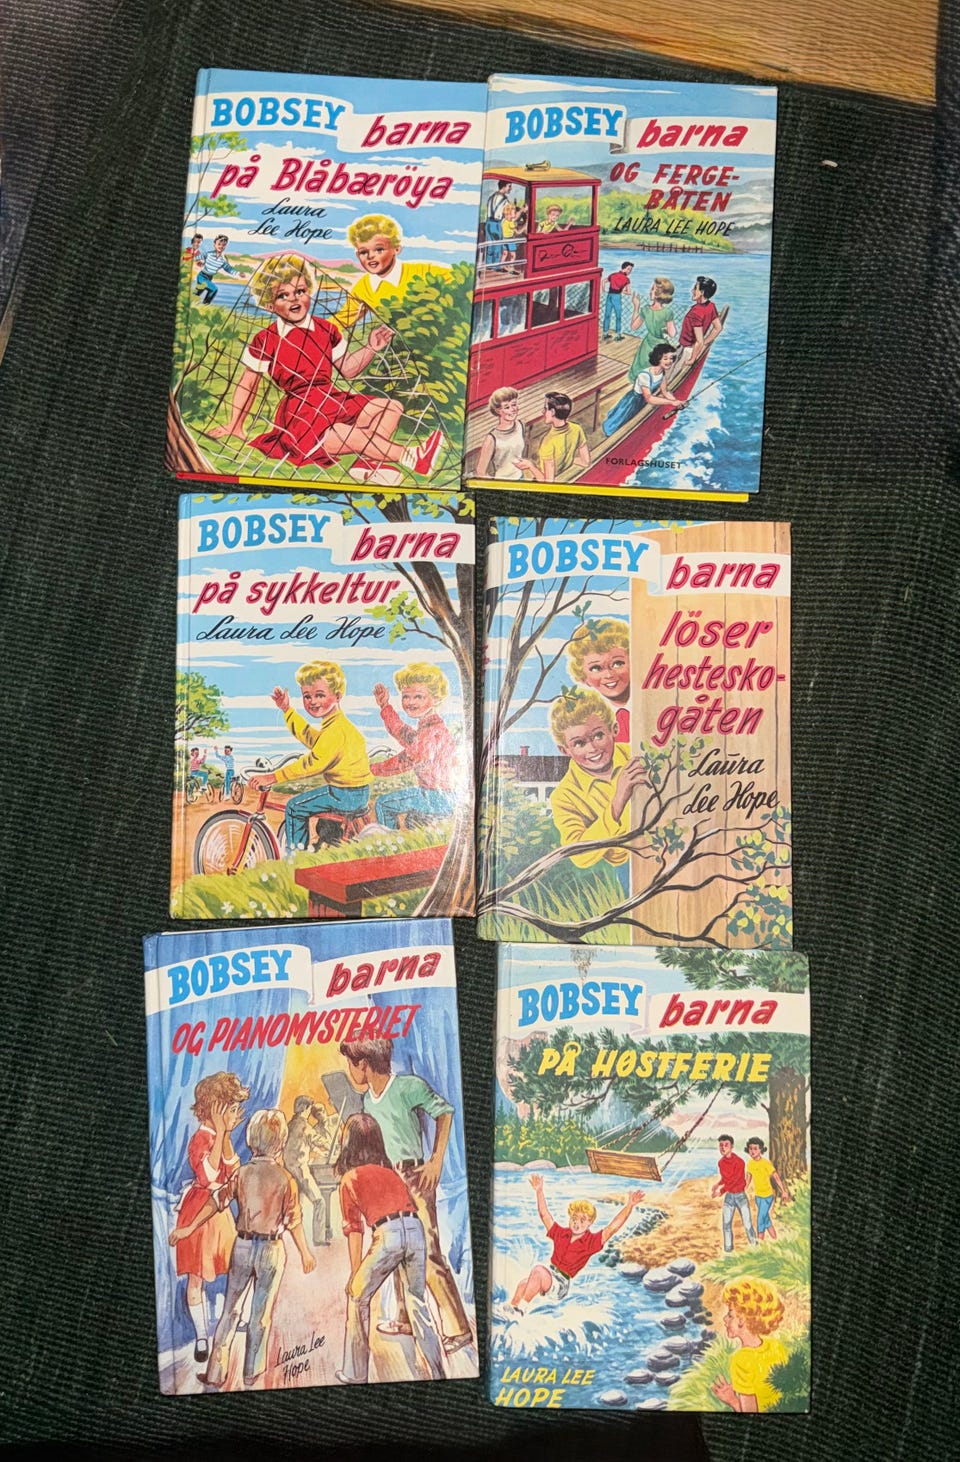 BOBSEY barna
på Blåbæröya
Laura
Lee Hope
BOBSEY barna
OG FERGE-
BÅTEN
LAURA LEE HOPE
FORLAGSHUSET
BOBSEY barna
på sykkeltur
Laura Lee Hope
BOBSEY barna
löser
hestesko-
gåten
Laura
Lee Hope
BOBSEY barna
OG PIANOMYSTERIET
Laura Lee
Hope
BOBSEY barna
PÅ HØSTFERIE
LAURA LEE
HOPE